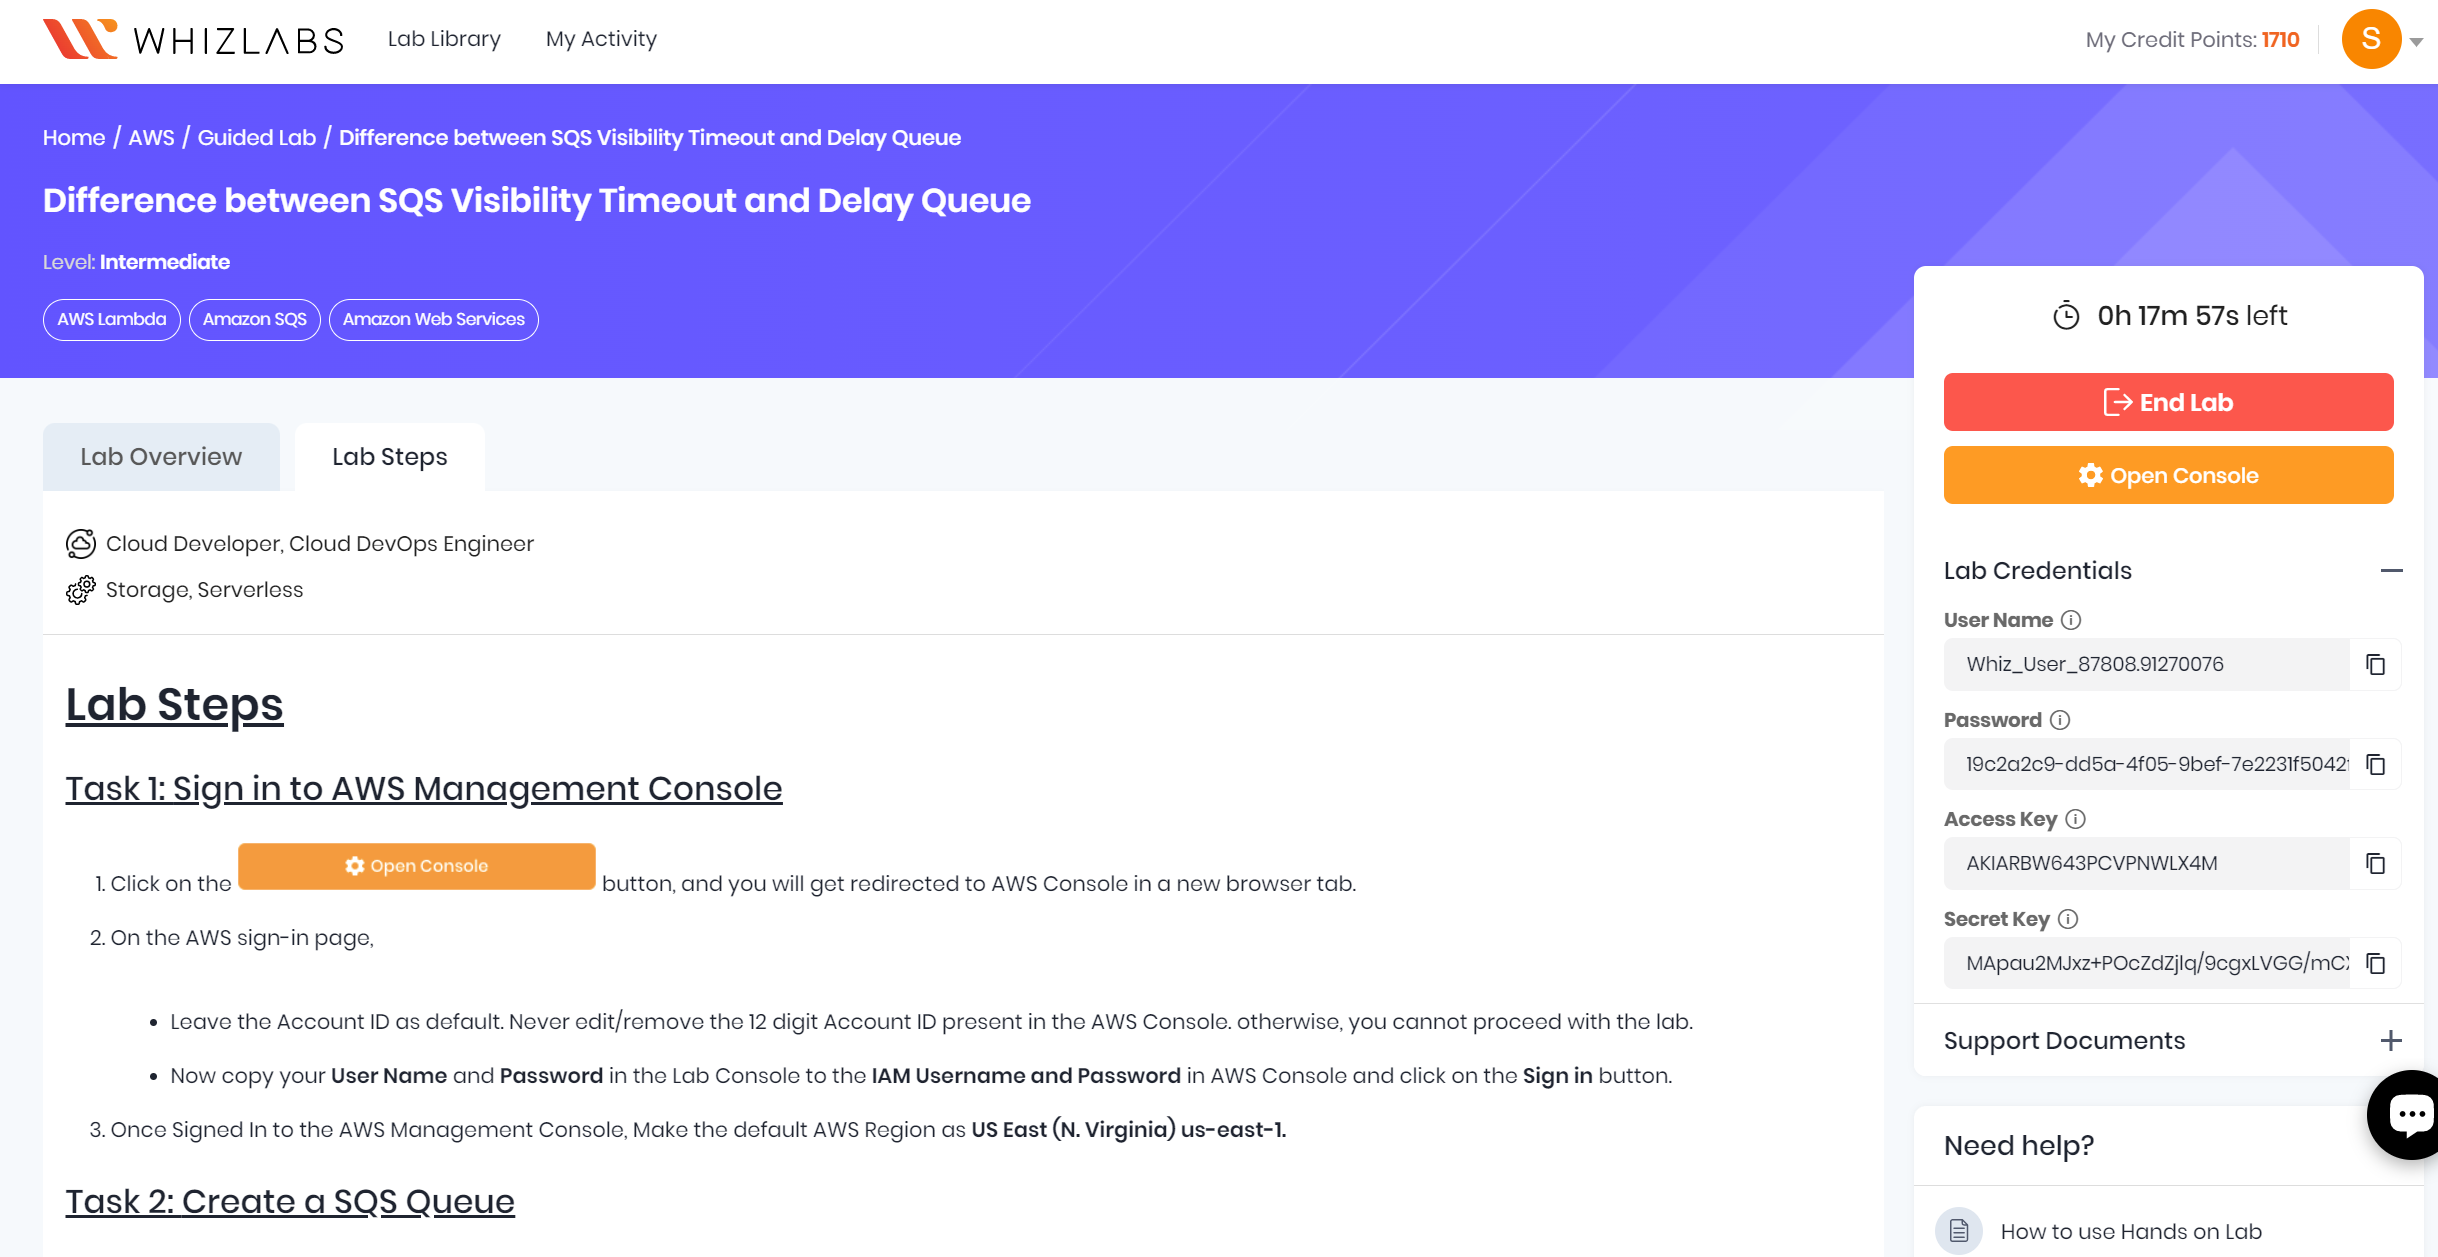 WHIZLABS
Lab Library
My Activity
My Credit Points: 1710
S
Home / AWS / Guided Lab / Difference between SQS Visibility Timeout and Delay Queue
Difference between SQS Visibility Timeout and Delay Queue
Level: Intermediate
AWS Lambda
Amazon SQS
Amazon Web Services
0h 17m 57s left
End Lab
Open Console
Lab Overview
Lab Steps
Cloud Developer, Cloud DevOps Engineer
Storage, Serverless
Lab Steps
Task 1: Sign in to AWS Management Console
1. Click on the Open Console button, and you will get redirected to AWS Console in a new browser tab.
2. On the AWS sign-in page,
• Leave the Account ID as default. Never edit/remove the 12 digit Account ID present in the AWS Console. otherwise, you cannot proceed with the lab.
• Now copy your User Name and Password in the Lab Console to the IAM Username and Password in AWS Console and click on the Sign in button.
3. Once Signed In to the AWS Management Console, Make the default AWS Region as US East (N. Virginia) us-east-1.
Task 2: Create a SQS Queue
Lab Credentials
User Name
Whiz_User_87808.91270076
Password
19c2a2c9-dd5a-4f05-9bef-7e2231f5042
Access Key
AKIARBW643PCVPNWLX4M
Secret Key
MApau2MJxz+POcZdZjlq/9cgxLVGG/mC
Support Documents
Need help?
How to use Hands on Lab